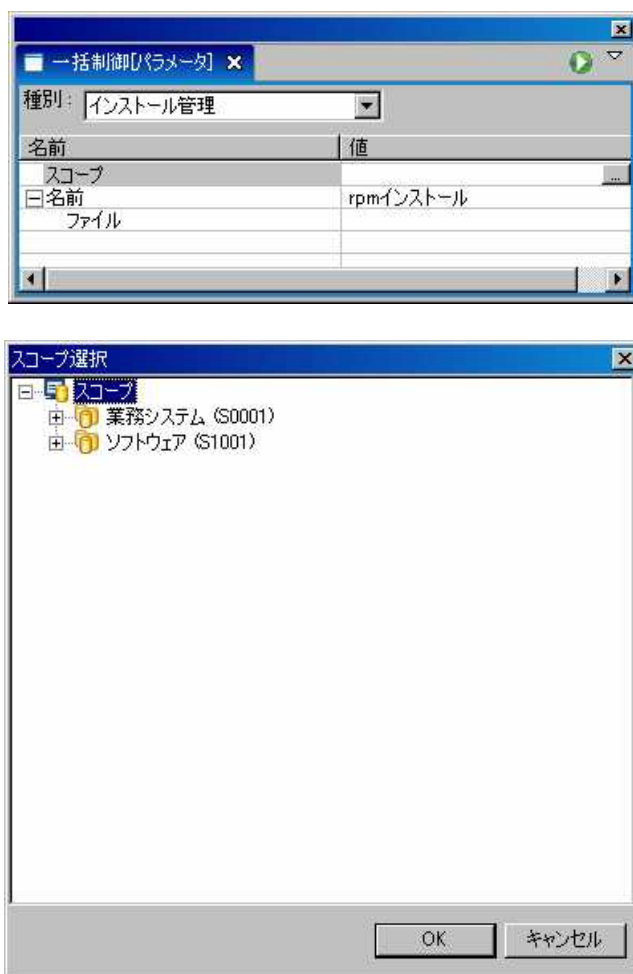 一括制御[パラメータ]
種別: インストール管理
名前 値
スコープ ...
名前 rpmインストール
ファイル
スコープ選択
スコープ
業務システム (S0001)
ソフトウェア (S1001)
OK キャンセル